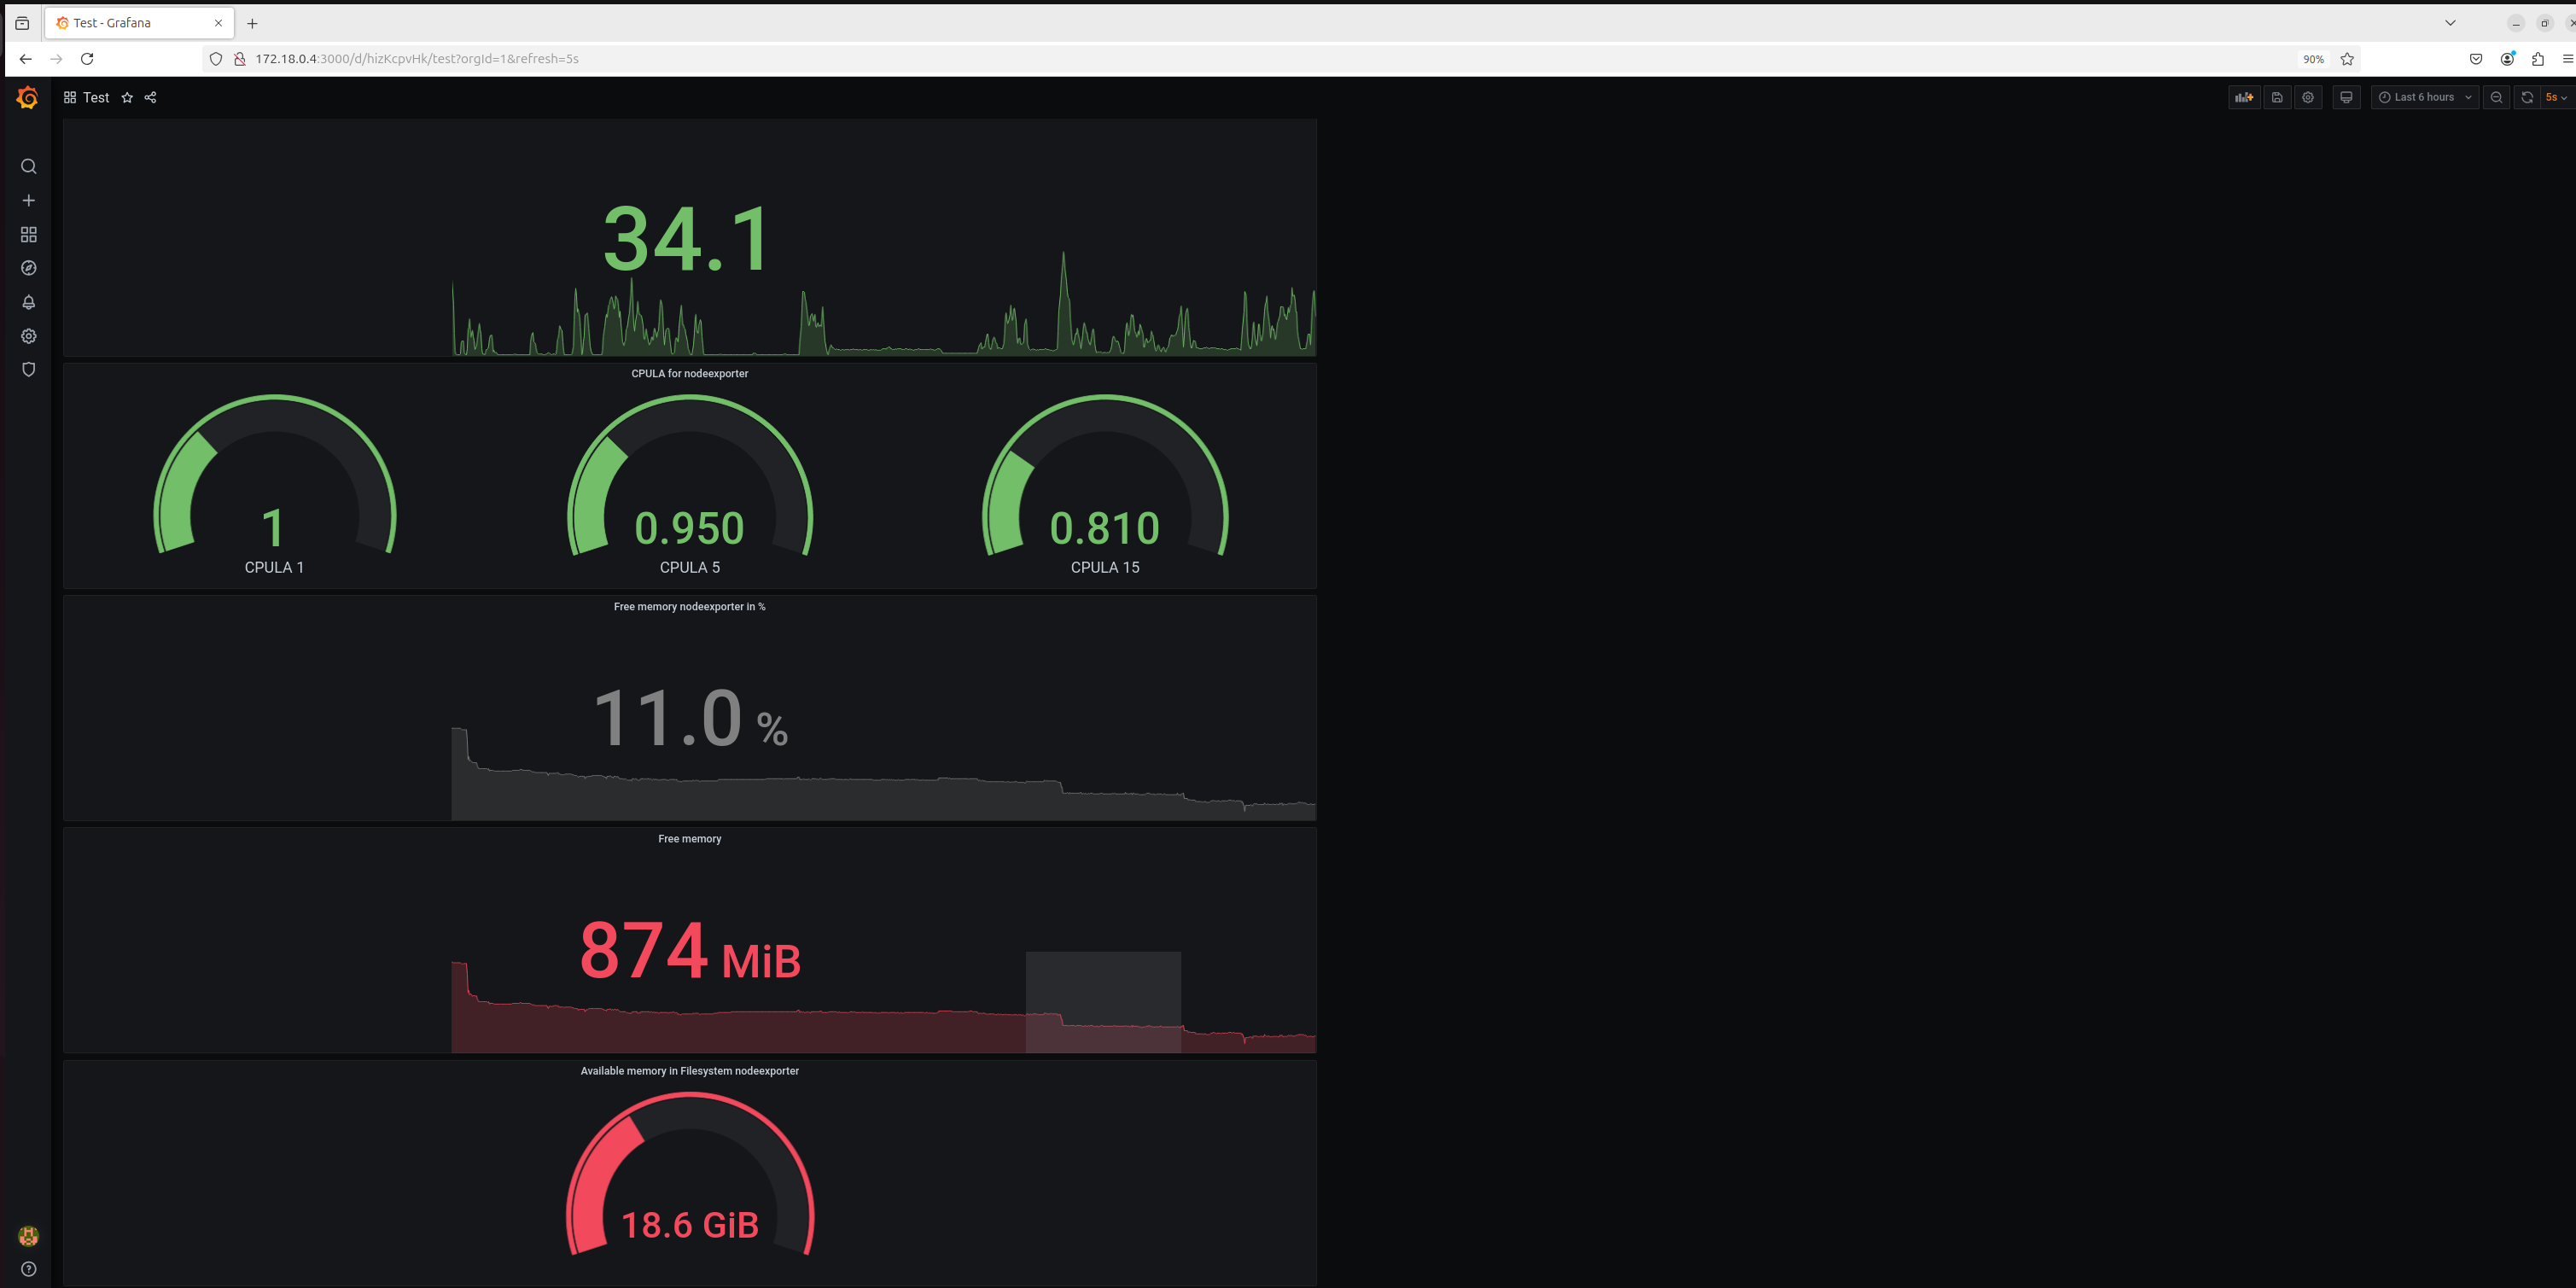 Test - Grafana
172.18.0.4:3000/d/hizKcpvHk/test?orgId=1&refresh=5s
90%
Test
Last 6 hours
5s
34.1
CPULA for nodeexporter
1
CPULA 1
0.950
CPULA 5
0.810
CPULA 15
Free memory nodeexporter in %
11.0 %
Free memory
874 MiB
Available memory in Filesystem nodeexporter
18.6 GiB